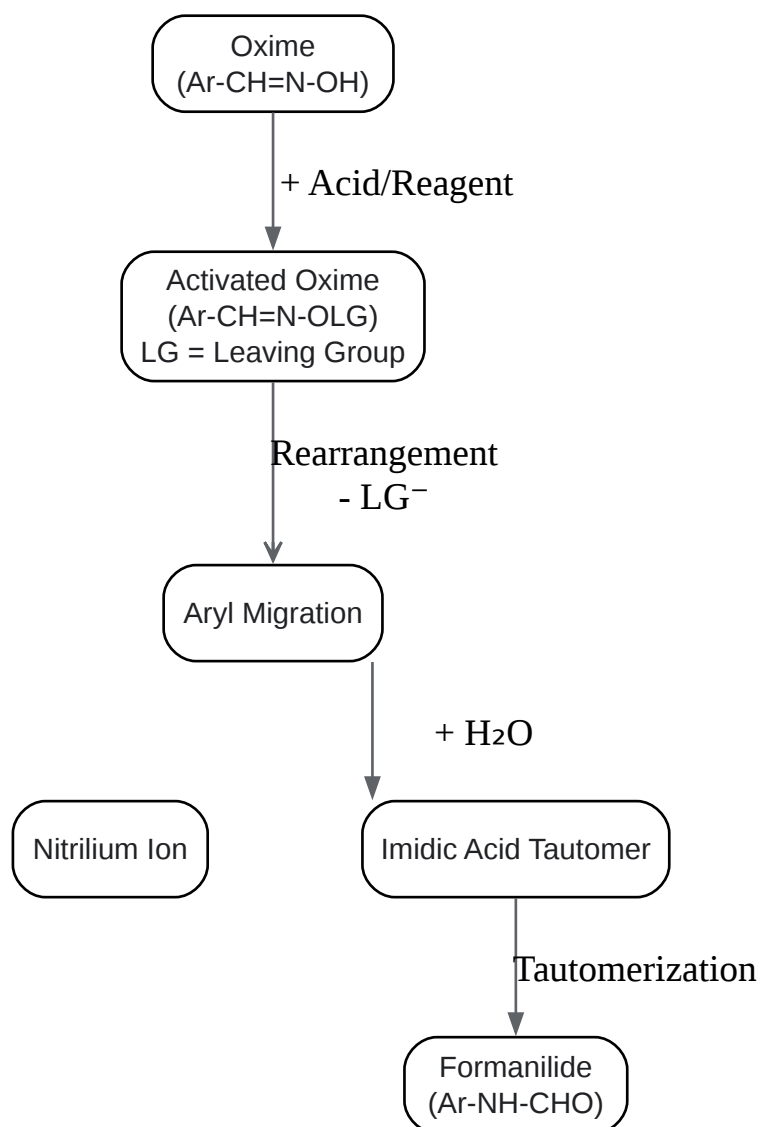 Oxime
(Ar-CH=N-OH)
+ Acid/Reagent
Activated Oxime
(Ar-CH=N-OLG)
LG = Leaving Group
Rearrangement
- LG⁻
Aryl Migration
+ H₂O
Nitrilium Ion
Imidic Acid Tautomer
Tautomerization
Formanilide
(Ar-NH-CHO)